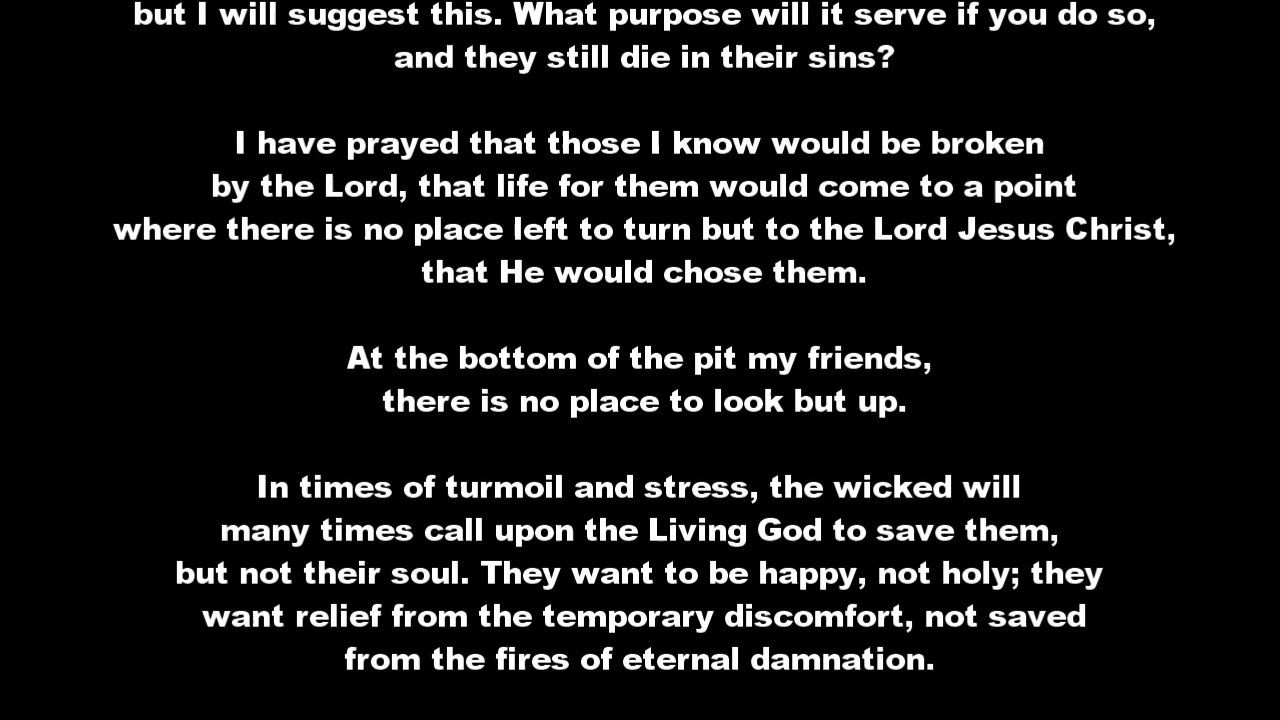 but I will suggest this. What purpose will it serve if you do so,
and they still die in their sins?
I have prayed that those I know would be broken
by the Lord, that life for them would come to a point
where there is no place left to turn but to the Lord Jesus Christ,
that He would chose them.
At the bottom of the pit my friends,
there is no place to look but up.
In times of turmoil and stress, the wicked will
many times call upon the Living God to save them,
but not their soul. They want to be happy, not holy; they
want relief from the temporary discomfort, not saved
from the fires of eternal damnation.